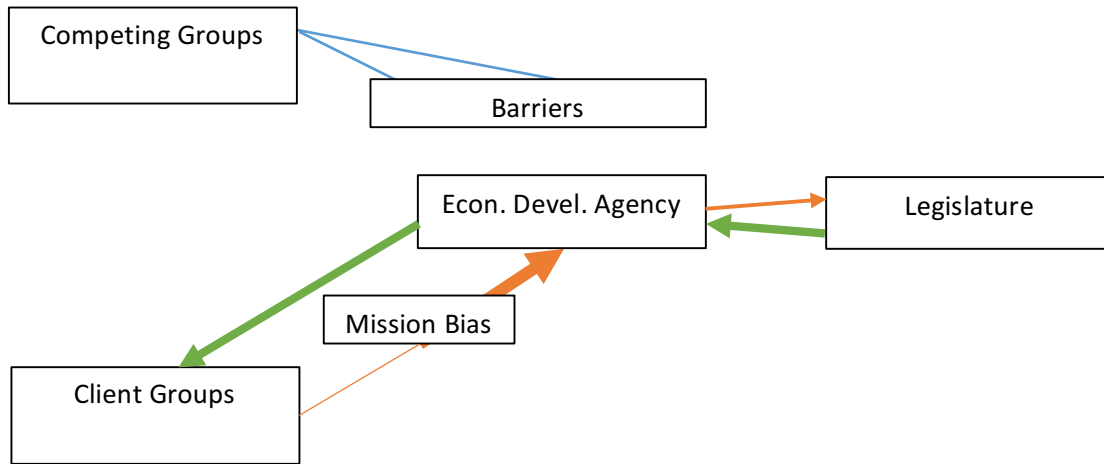 Competing Groups
Barriers
Econ. Devel. Agency
Legislature
Mission Bias
Client Groups